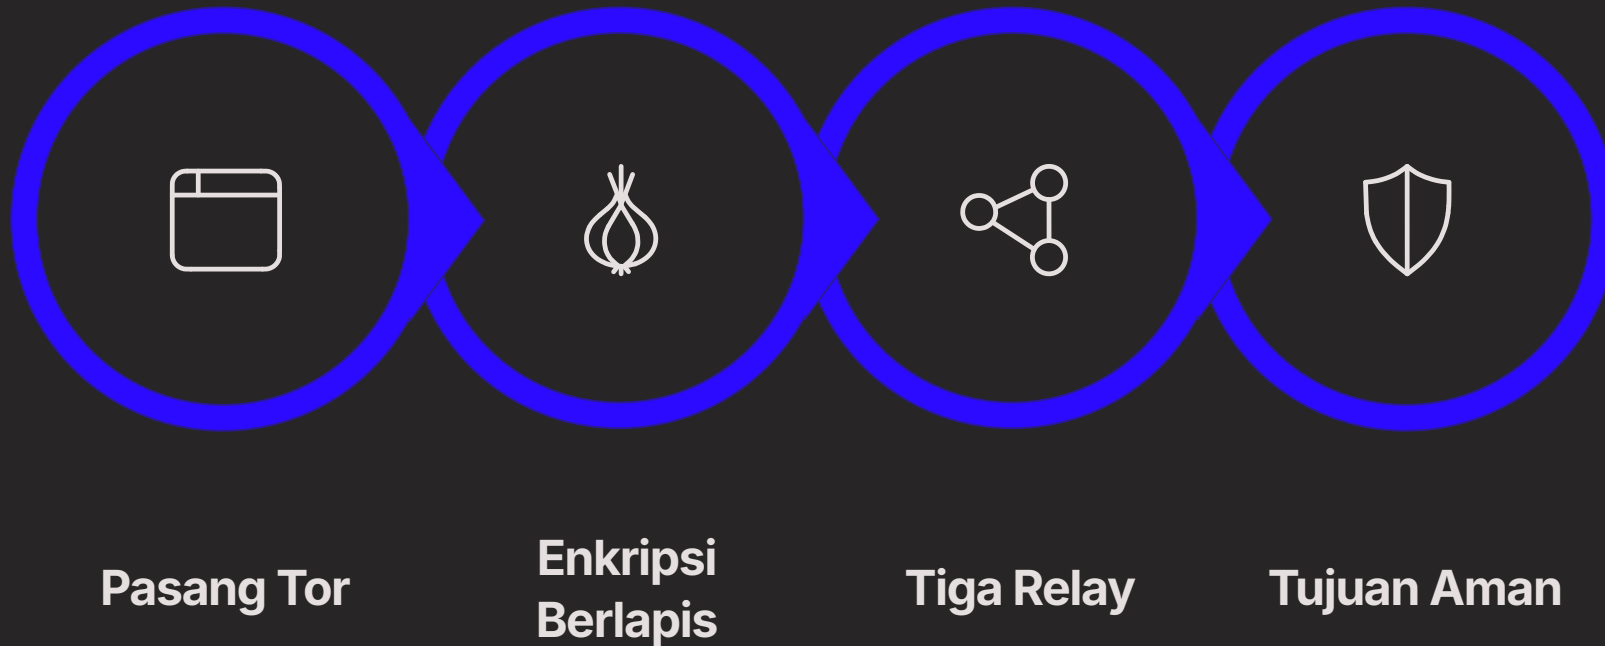 Pasang Tor
Enkripsi
Berlapis
Tiga Relay
Tujuan Aman